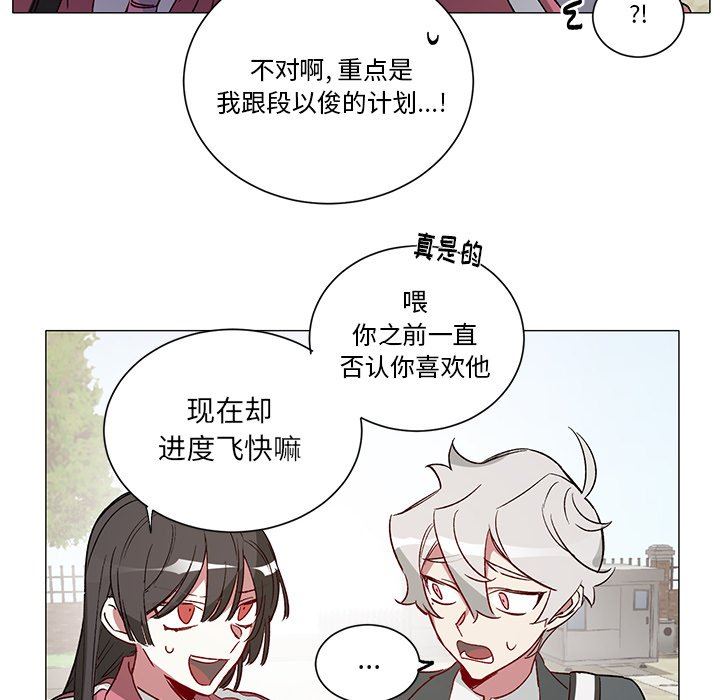 ?!
不对啊, 重点是
我跟段以俊的计划...!
真是的
喂
你之前一直
否认你喜欢他
现在却
进度飞快嘛
...